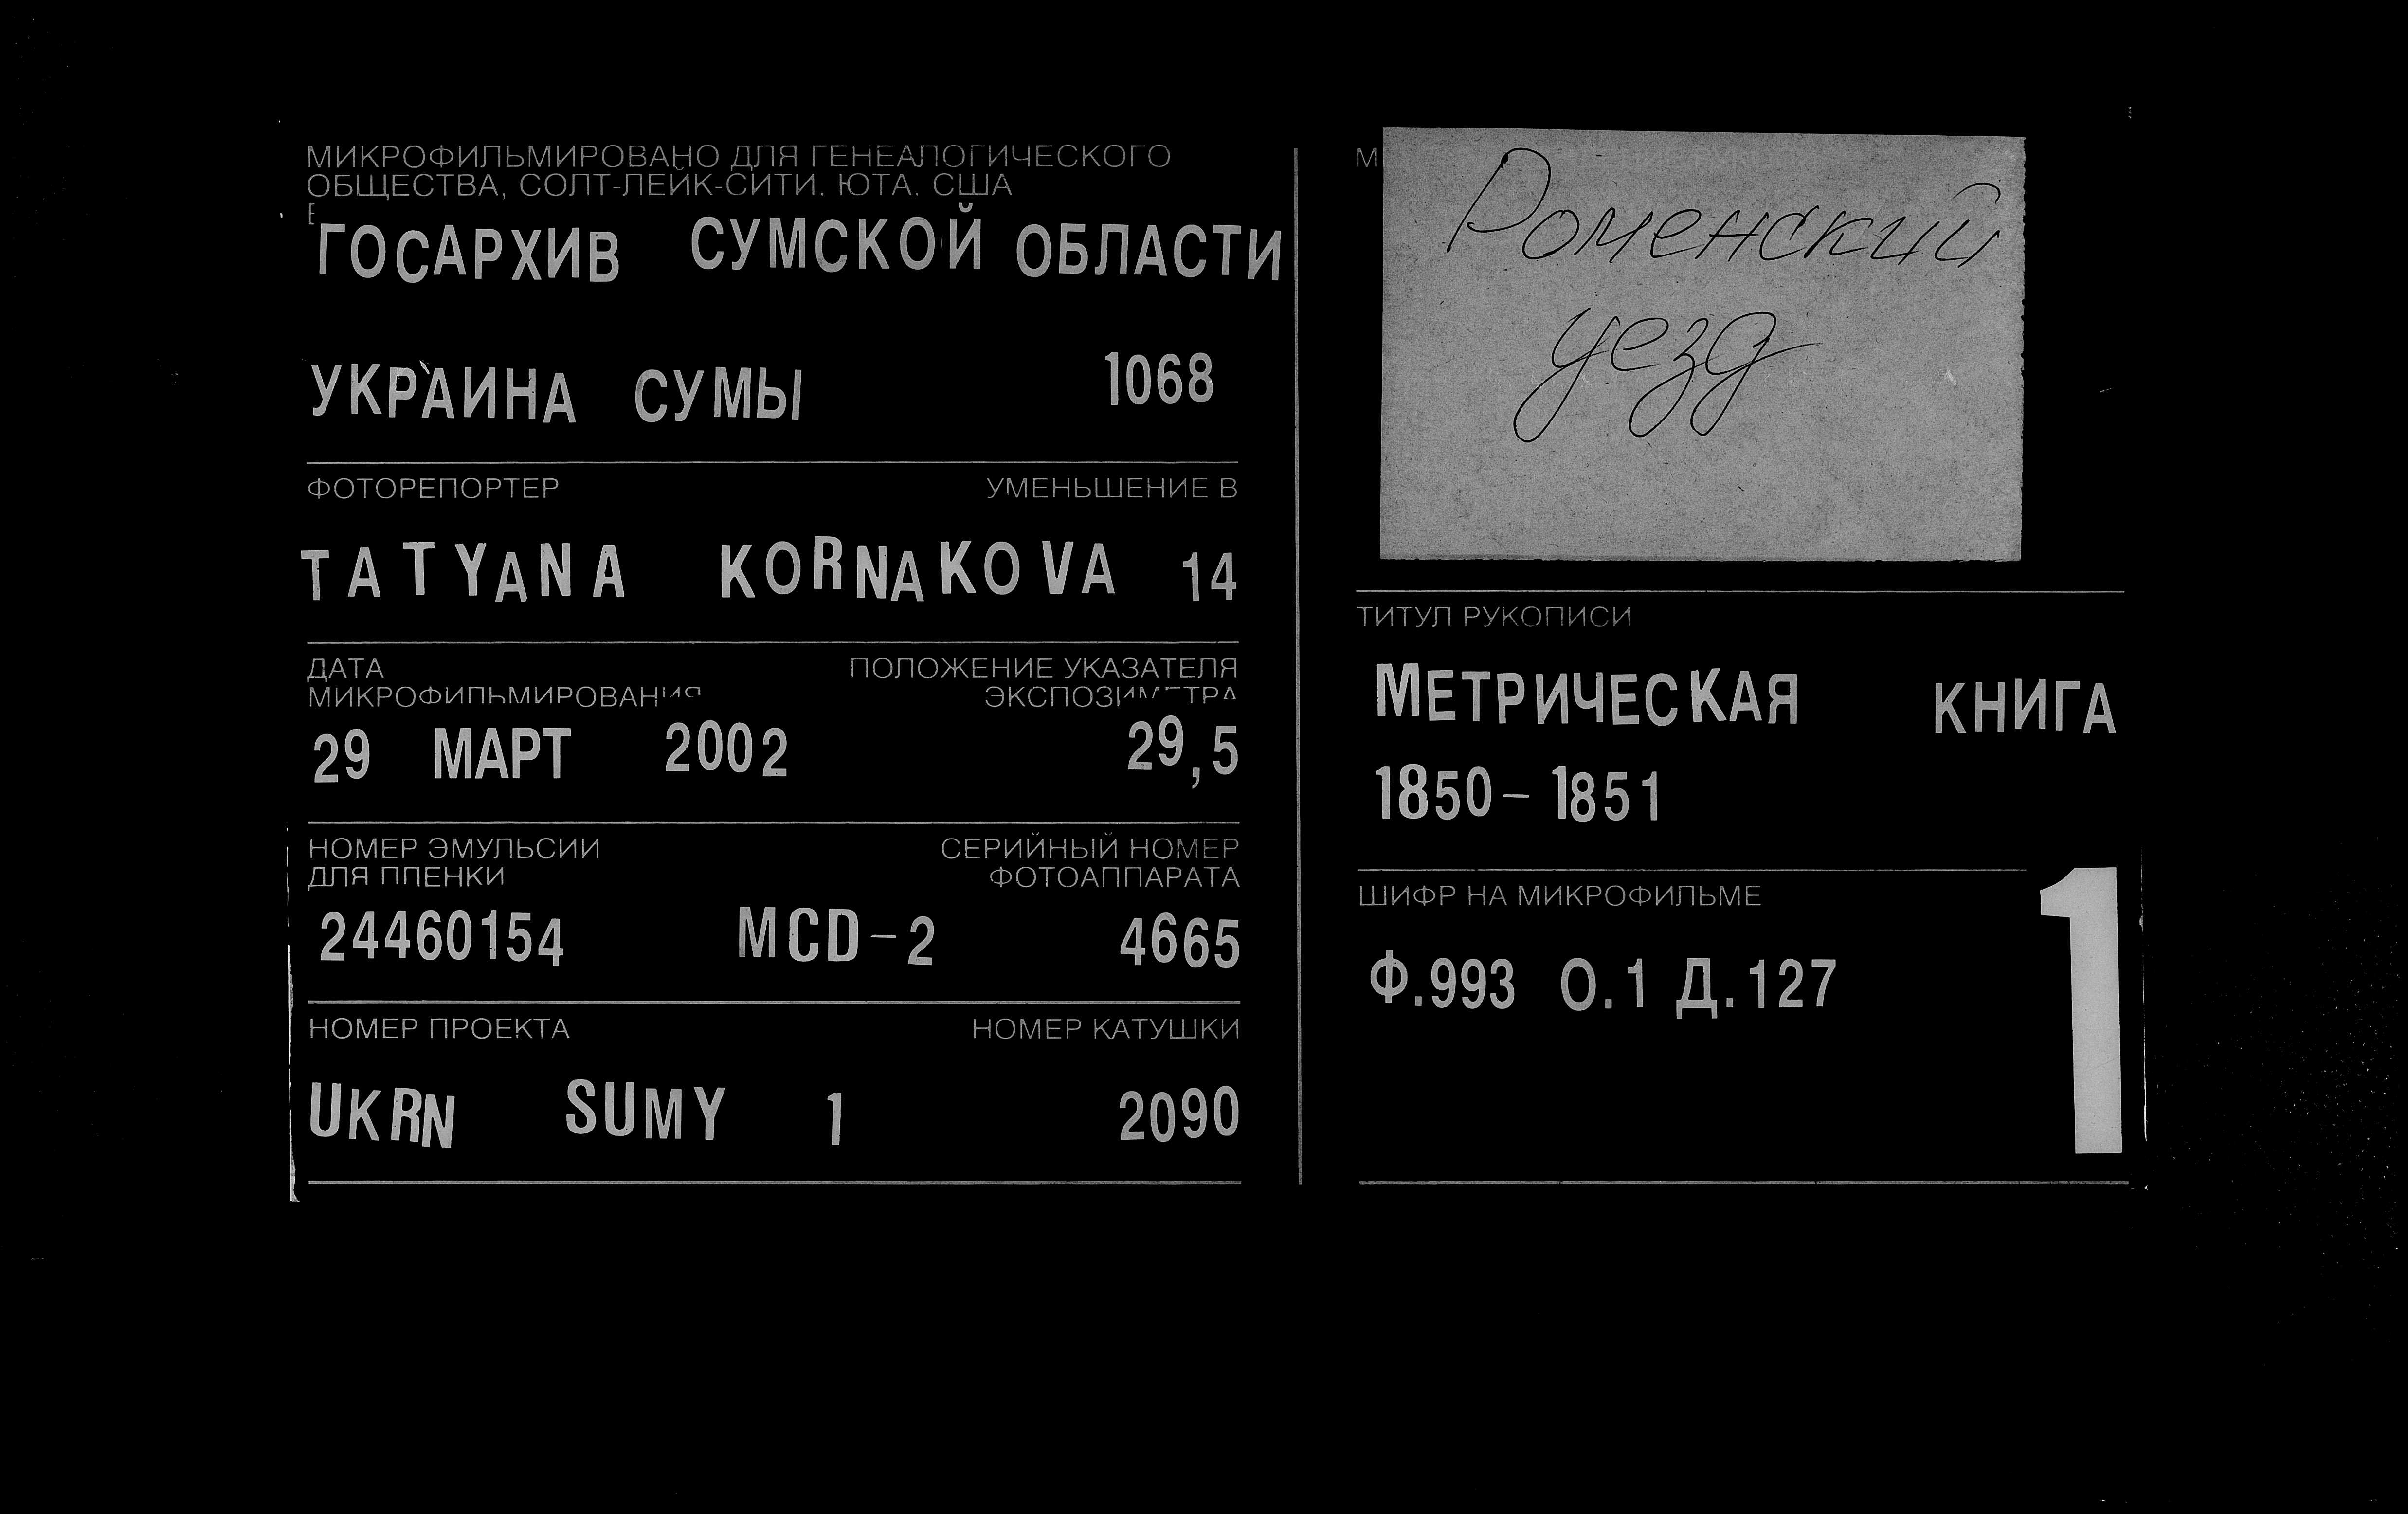 МИКРОФИЛЬМИРОВАНО ДЛЯ ГЕНЕАЛОГИЧЕСКОГО
ОБЩЕСТВА, СОЛТ-ЛЕЙК-СИТИ. ЮТА. США
ГОСАРХИВ СУМСКОЙ ОБЛАСТИ
УКРАИНА СУМЫ 1068
ФОТОРЕПОРТЕР УМЕНЬШЕНИЕ В
TATYANA KORNAKOVA 14
ДАТА ПОЛОЖЕНИЕ УКАЗАТЕЛЯ
МИКРОФИЛЬМИРОВАНИЯ ЭКСПОЗИМЕТРА
29 МАРТ 2002 29,5
НОМЕР ЭМУЛЬСИИ СЕРИЙНЫЙ НОМЕР
ДЛЯ ПЛЕНКИ ФОТОАППАРАТА
24460154 MCD-2 4665
НОМЕР ПРОЕКТА НОМЕР КАТУШКИ
UKRN SUMY 1 2090
Роменский
уезд
ТИТУЛ РУКОПИСИ
МЕТРИЧЕСКАЯ КНИГА
1850-1851
ШИФР НА МИКРОФИЛЬМЕ
Ф.993 О.1 Д.127
1